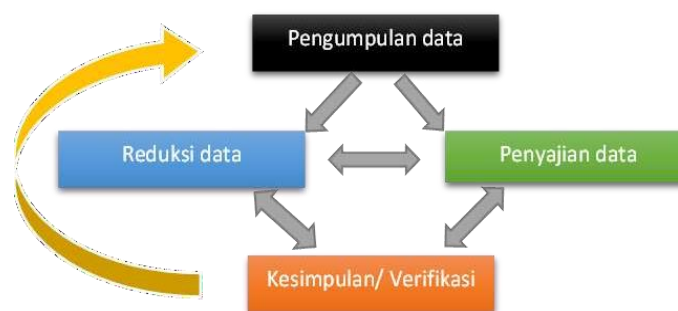 Pengumpulan data
Reduksi data
Penyajian data
Kesimpulan/ Verifikasi